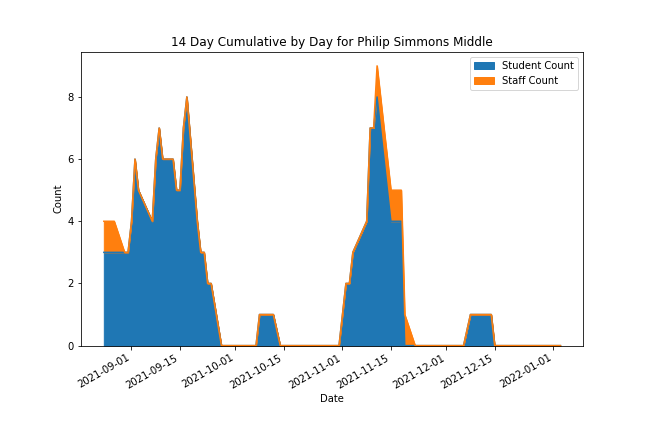 14 Day Cumulative by Day for Philip Simmons Middle
Student Count
Staff Count
8
6
4
2
0
Count
2021-09-01
2021-09-15
2021-10-01
2021-10-15
2021-11-01
2021-11-15
2021-12-01
2021-12-15
2022-01-01
Date